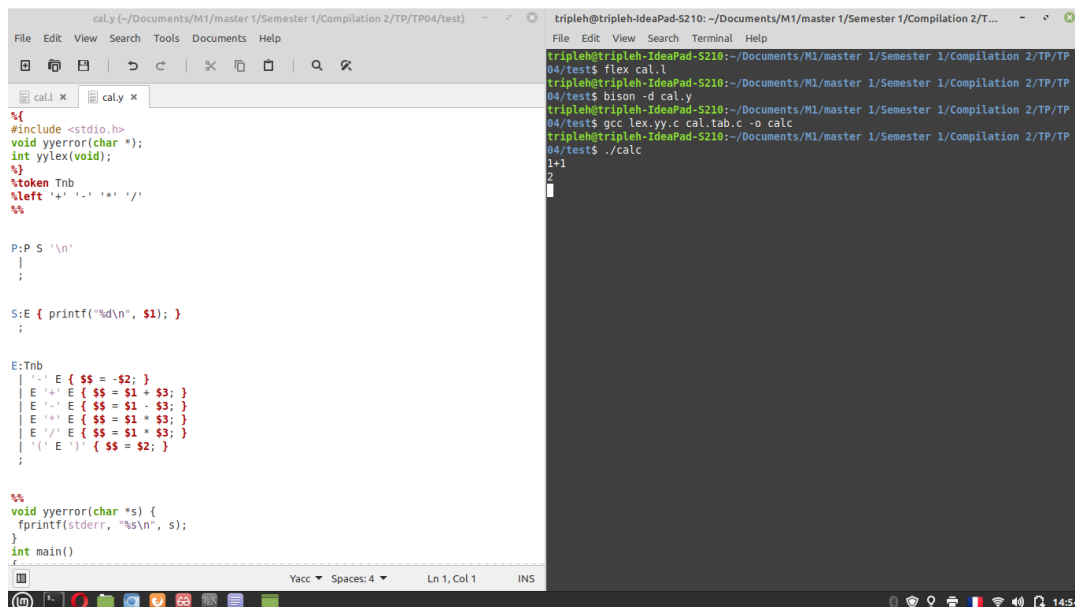 cal.y (~/Documents/M1/master 1/Semester 1/Compilation 2/TP/TP04/test)
File Edit View Search Tools Documents Help
cal.l
cal.y
%{
#include <stdio.h>
void yyerror(char *);
int yylex(void);
%}
%token Tnb
%left '+' '-' '*' '/'
%%
P:P S '\n'
|
;
S:E { printf("%d\n", $1); }
;
E:Tnb
| '-' E { $$ = -$2; }
| E '+' E { $$ = $1 + $3; }
| E '-' E { $$ = $1 - $3; }
| E '*' E { $$ = $1 * $3; }
| E '/' E { $$ = $1 * $3; }
| '(' E ')' { $$ = $2; }
;
%%
void yyerror(char *s) {
fprintf(stderr, "%s\n", s);
}
int main()
{
Yacc Spaces: 4 Ln 1, Col 1 INS
tripleh@tripleh-IdeaPad-S210: ~/Documents/M1/master 1/Semester 1/Compilation 2/T...
File Edit View Search Terminal Help
tripleh@tripleh-IdeaPad-S210:~/Documents/M1/master 1/Semester 1/Compilation 2/TP/TP
04/test$ flex cal.l
tripleh@tripleh-IdeaPad-S210:~/Documents/M1/master 1/Semester 1/Compilation 2/TP/TP
04/test$ bison -d cal.y
tripleh@tripleh-IdeaPad-S210:~/Documents/M1/master 1/Semester 1/Compilation 2/TP/TP
04/test$ gcc lex.yy.c cal.tab.c -o calc
tripleh@tripleh-IdeaPad-S210:~/Documents/M1/master 1/Semester 1/Compilation 2/TP/TP
04/test$ ./calc
1+1
2
14:54